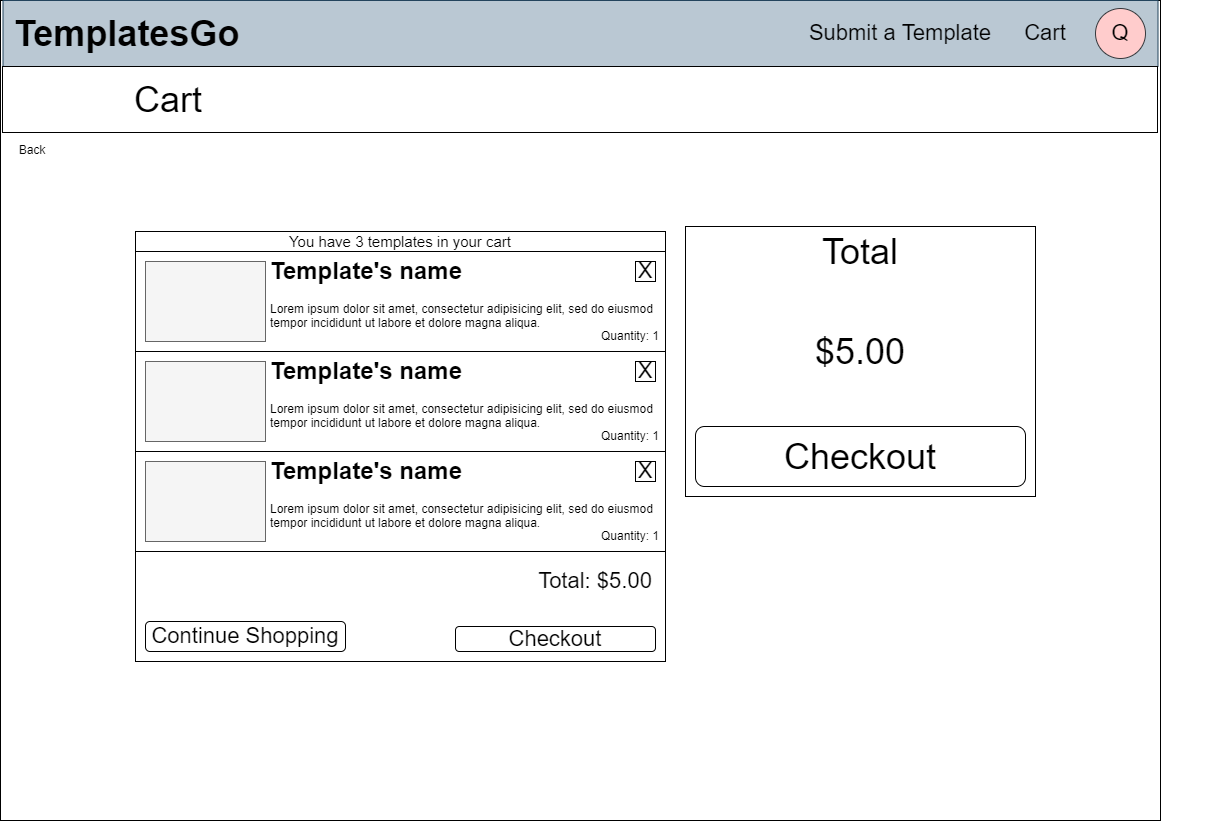 TemplatesGo
Submit a Template
Cart
Q
Cart
Back
You have 3 templates in your cart
Template's name
X
Lorem ipsum dolor sit amet, consectetur adipisicing elit, sed do eiusmod
tempor incididunt ut labore et dolore magna aliqua.
Quantity: 1
Template's name
X
Lorem ipsum dolor sit amet, consectetur adipisicing elit, sed do eiusmod
tempor incididunt ut labore et dolore magna aliqua.
Quantity: 1
Template's name
X
Lorem ipsum dolor sit amet, consectetur adipisicing elit, sed do eiusmod
tempor incididunt ut labore et dolore magna aliqua.
Quantity: 1
Total: $5.00
Continue Shopping
Checkout
Total
$5.00
Checkout